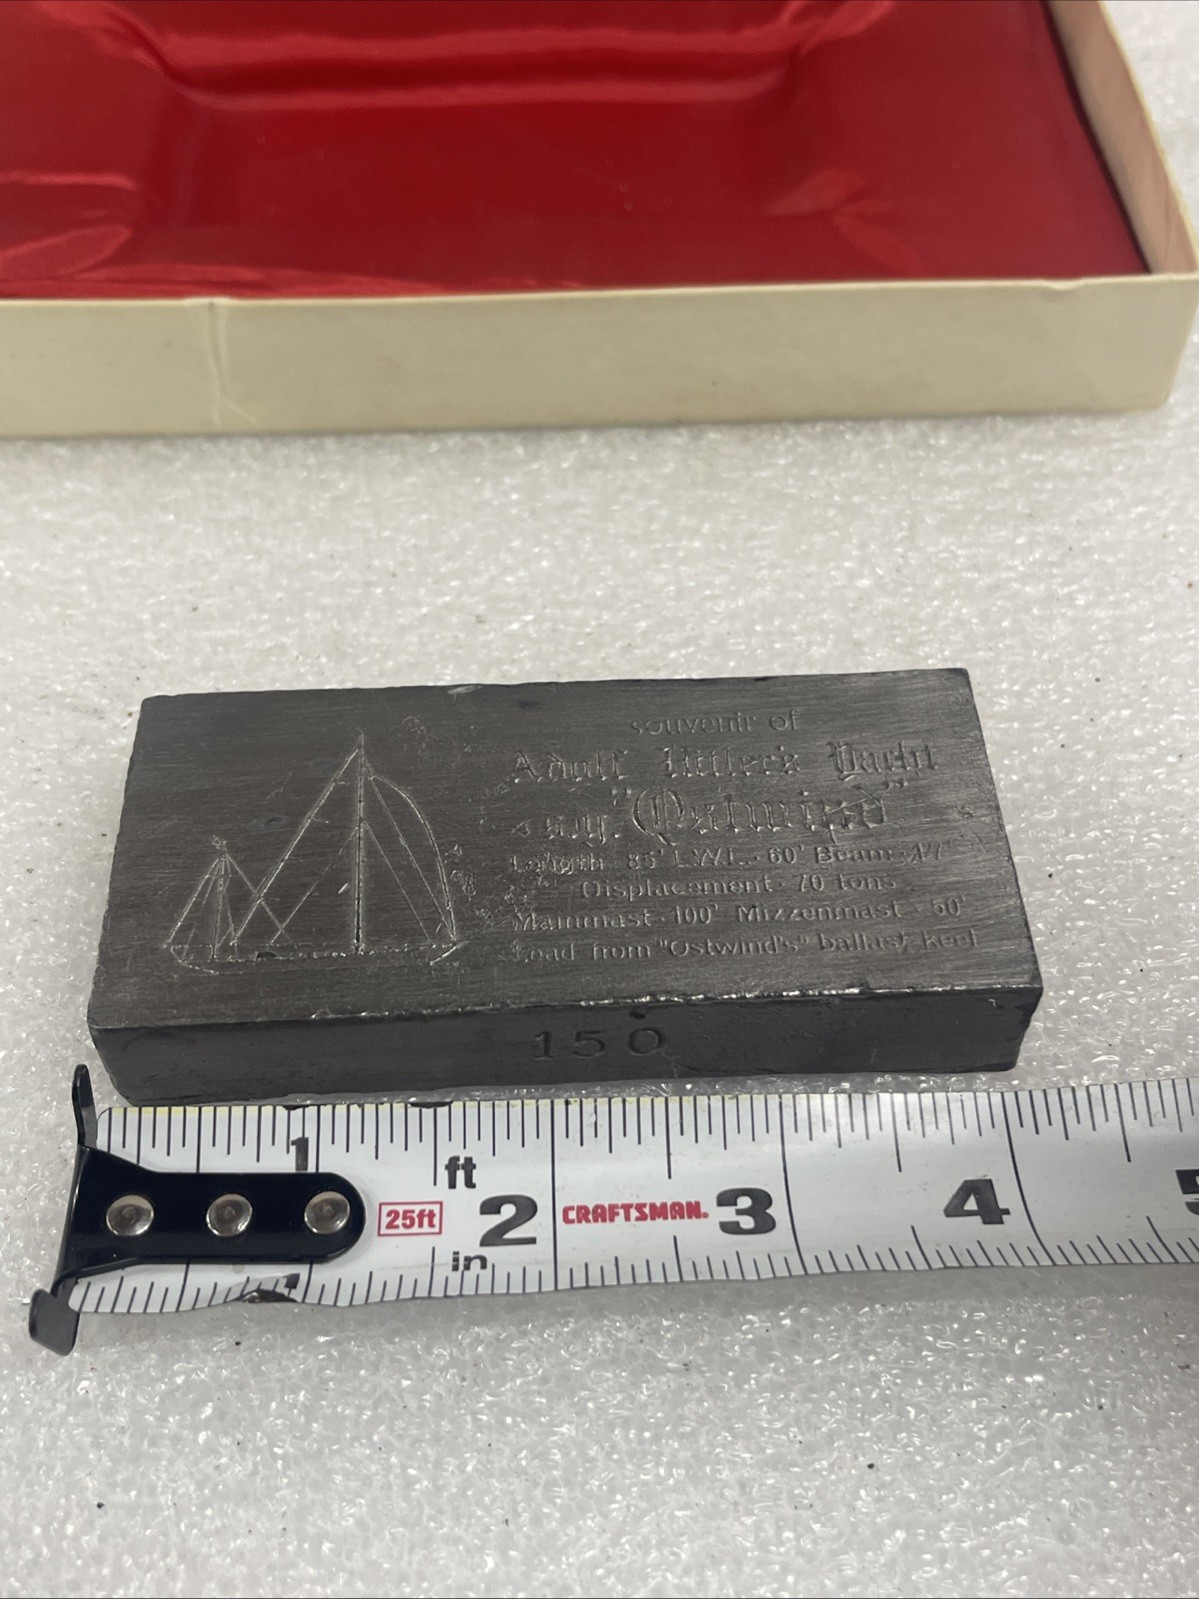 souvenir of
Adolf Hitler's Yacht
s.y. "Ostwind"
Length · 85' L.W.L. · 60' Beam · 17'
Displacement · 70 tons
Mainmast · 100' Mizzenmast · 50'
Lead from "Ostwind's" ballast keel
150
1 ft 2 CRAFTSMAN. 3 4 5
25ft
in